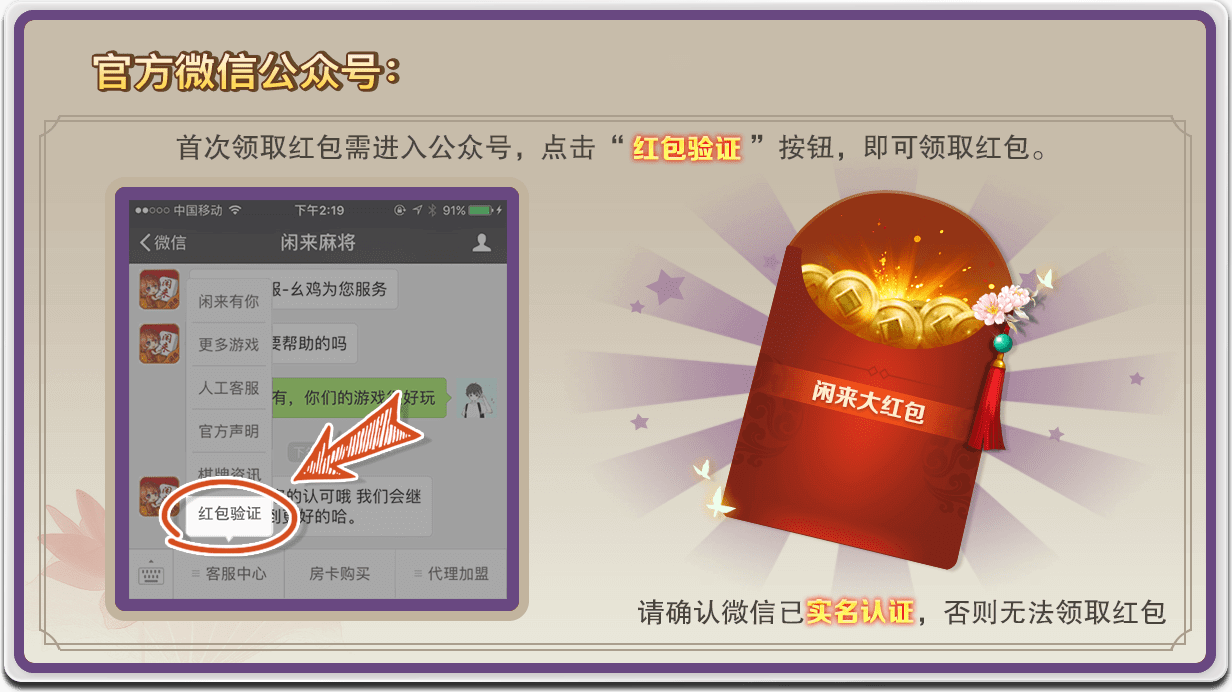 官方微信公众号：
首次领取红包需进入公众号，点击“红包验证”按钮，即可领取红包。
中国移动 下午2:19 91%
微信 闲来麻将
服-幺鸡为您服务
闲来有你
要帮助的吗
更多游戏
人工客服
有，你们的游戏很好玩
官方声明
棋牌资讯
的认可哦 我们会继
到更好的哈。
红包验证
客服中心 房卡购买 代理加盟
闲来大红包
请确认微信已实名认证，否则无法领取红包